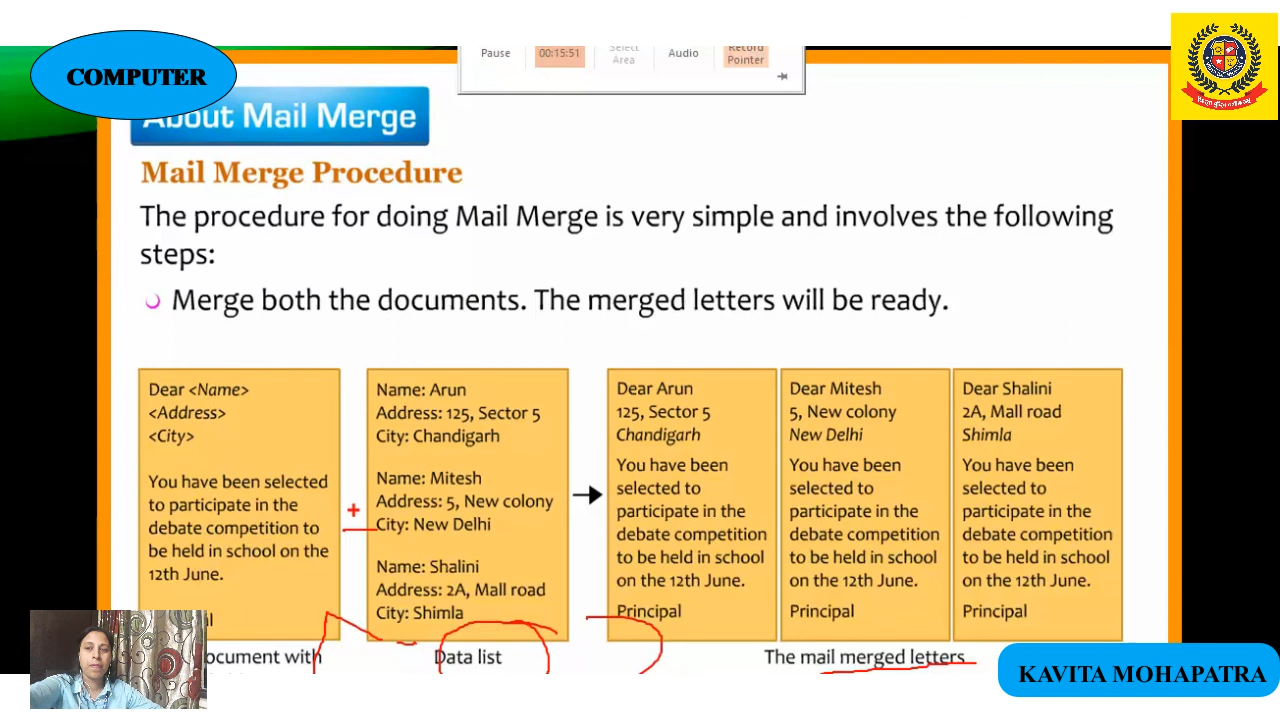 COMPUTER
Pause
00:15:51
Select
Area
Audio
Record
Pointer
About Mail Merge
Mail Merge Procedure
The procedure for doing Mail Merge is very simple and involves the following
steps:
Merge both the documents. The merged letters will be ready.
Dear <Name>
<Address>
<City>
You have been selected
to participate in the
debate competition to
be held in school on the
12th June.
+
Name: Arun
Address: 125, Sector 5
City: Chandigarh
Name: Mitesh
Address: 5, New colony
City: New Delhi
Name: Shalini
Address: 2A, Mall road
City: Shimla
Dear Arun
125, Sector 5
Chandigarh
You have been
selected to
participate in the
debate competition
to be held in school
on the 12th June.
Principal
Dear Mitesh
5, New colony
New Delhi
You have been
selected to
participate in the
debate competition
to be held in school
on the 12th June.
Principal
Dear Shalini
2A, Mall road
Shimla
You have been
selected to
participate in the
debate competition
to be held in school
on the 12th June.
Principal
ocument with
Data list
The mail merged letters
KAVITA MOHAPATRA